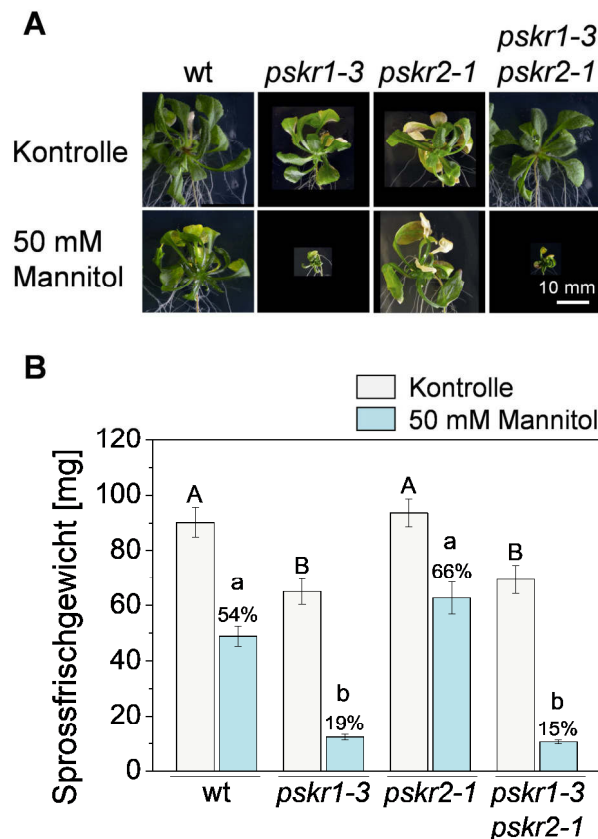 A
pskr1-3
wt pskr1-3 pskr2-1 pskr2-1
Kontrolle
50 mM
Mannitol
10 mm
B
Kontrolle
50 mM Mannitol
Sprossfrischgewicht [mg]
120
100
80
60
40
20
0
A
a
54%
B
b
19%
A
a
66%
B
b
15%
wt pskr1-3 pskr2-1 pskr1-3
pskr2-1